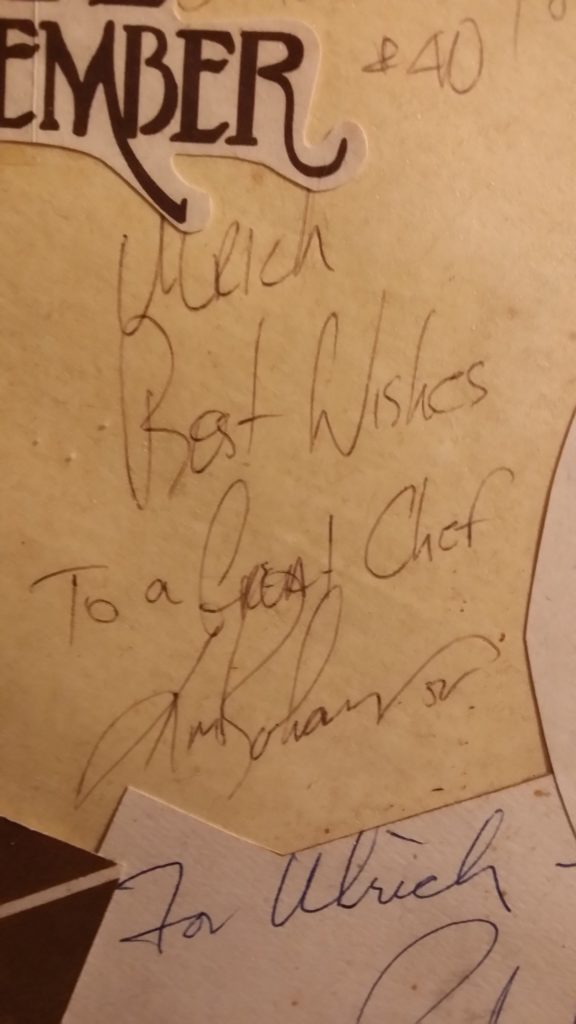 EMBER
#40
Ulrich
Best Wishes
To a Great Chef
For Ulrich -